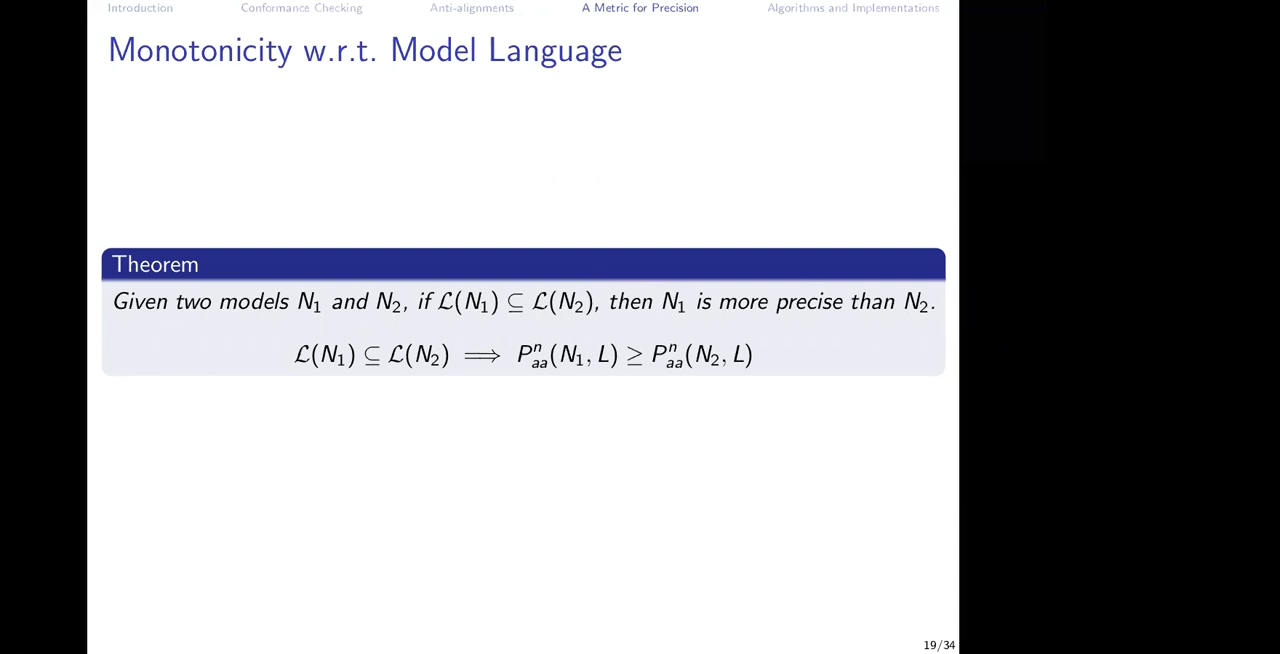 Introduction Conformance Checking Anti-alignments A Metric for Precision Algorithms and Implementations
Monotonicity w.r.t. Model Language
Theorem
Given two models N₁ and N₂, if ℒ(N₁) ⊆ ℒ(N₂), then N₁ is more precise than N₂.
ℒ(N₁) ⊆ ℒ(N₂) ⟹ Pⁿₐₐ(N₁, L) ≥ Pⁿₐₐ(N₂, L)
19/34